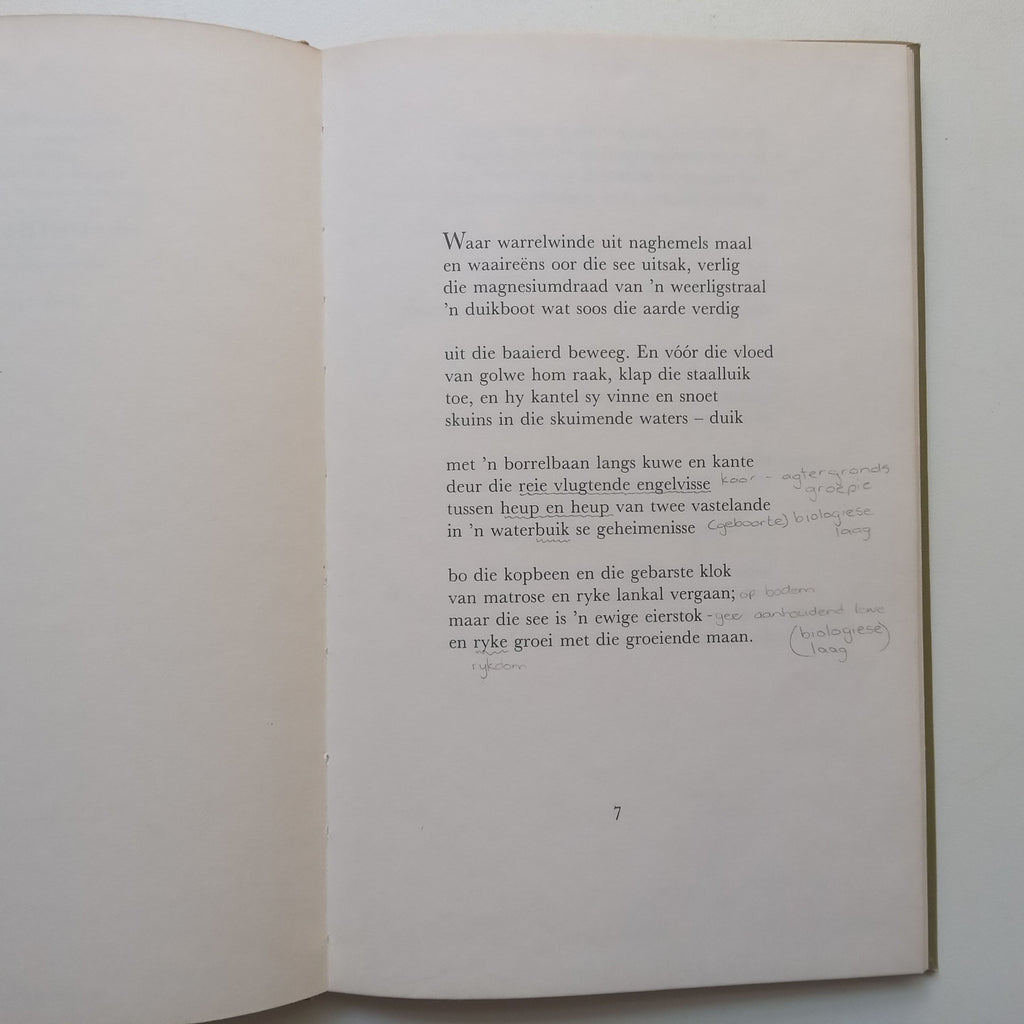 Waar warrelwinde uit naghemels maal
en waaireëns oor die see uitsak, verlig
die magnesiumdraad van 'n weerligstraal
'n duikboot wat soos die aarde verdig
uit die baaierd beweeg. En vóór die vloed
van golwe hom raak, klap die staalluik
toe, en hy kantel sy vinne en snoet
skuins in die skuimende waters – duik
met 'n borrelbaan langs kuwe en kante
deur die reie vlugtende engelvisse koor - agtergronds
groepie
tussen heup en heup van twee vastelande
in 'n waterbuik se geheimenisse (geboorte) biologiese
laag
bo die kopbeen en die gebarste klok
van matrose en ryke lankal vergaan; op bodem
maar die see is 'n ewige eierstok - gee aanhoudend lewe
(biologiese)
laag
en ryke groei met die groeiende maan.
rykdom
7